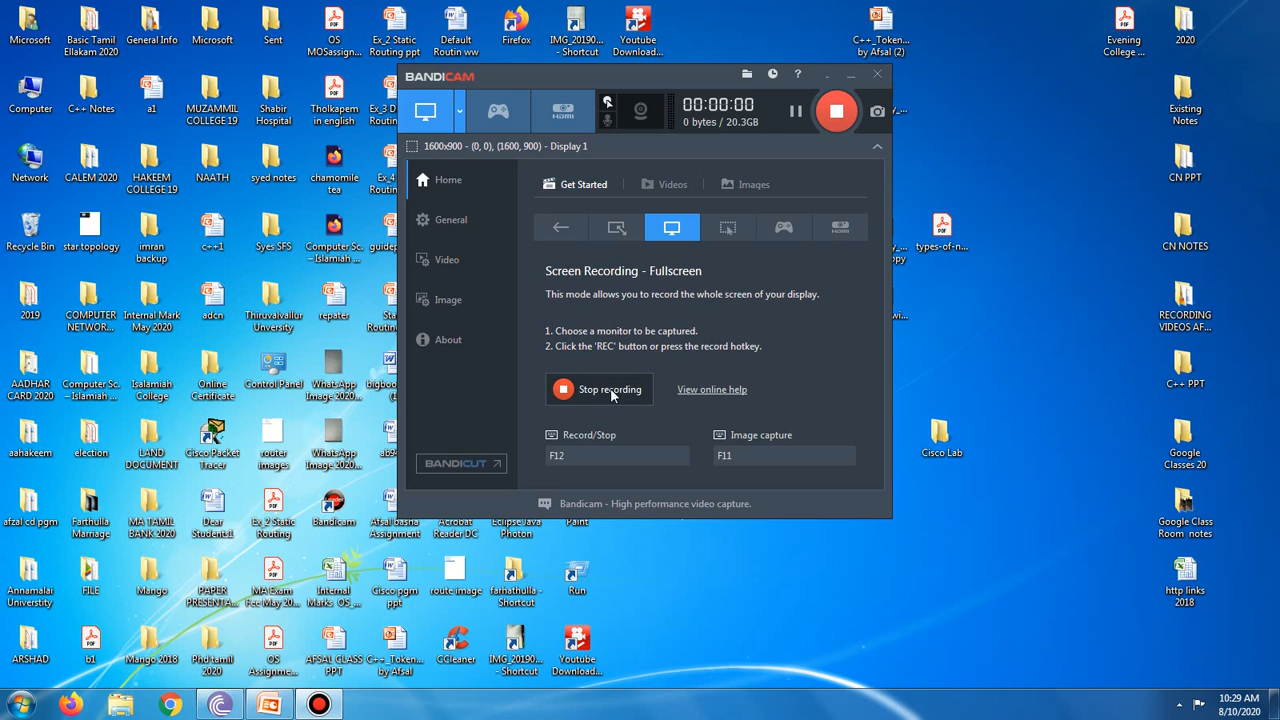 Microsoft
Basic Tamil
Ellakam 2020
General Info
Microsoft
Sent
OS
MOSassign...
Ex_2 Static
Routing ppt
Default
Routin ww
Firefox
IMG_20190...
- Shortcut
Youtube
Download...
C++_Token...
by Afsal (2)
Evening
College ...
2020
BANDICAM
00:00:00
0 bytes / 20.3GB
1600x900 - (0, 0), (1600, 900) - Display 1
Home
General
Video
Image
About
BANDICUT
Get Started
Videos
Images
Screen Recording - Fullscreen
This mode allows you to record the whole screen of your display.
1. Choose a monitor to be captured.
2. Click the 'REC' button or press the record hotkey.
Stop recording
View online help
Record/Stop
Image capture
F12
F11
Bandicam - High performance video capture.
Computer
C++ Notes
a1
MUZAMMIL
COLLEGE 19
Shabir
Hospital
Tholkapem
in english
Ex_3 D
Routin
Existing
Notes
Network
CALEM 2020
HAKEEM
COLLEGE 19
NAATH
syed notes
chamomile
tea
Ex_4
Routin
CN PPT
Recycle Bin
star topology
imran
backup
c++1
Syes SFS
Computer Sc.
– Islamiah
guidep
types-of-n...
CN NOTES
2019
COMPUTER
NETWOR...
Internal Mark
May 2020
adcn
Thiruvalluvar
Unversity
repater
Sta
Routin
RECORDING
VIDEOS AF...
AADHAR
CARD 2020
Computer Sc.
– Islamiah
Isalamiah
College
Online
Certificate
Control Panel
WhatsApp
Image 2020...
bigboo
C++ PPT
aahakeem
election
LAND
DOCUMENT
Cisco Packet
Tracer
router
images
WhatsApp
Image 2020...
ab9
Cisco Lab
Google
Classes 20
afzal cd pgm
Farthulla
Marriage
MA TAMIL
BANK 2020
Dear
Students1
Ex_2 Static
Routing
Bandicam
Afsal basha
Assignment
Acrobat
Reader DC
Eclipse Java
Photon
Paint
Google Class
Room notes
Annamalai
Universtity
FILE
Mango
PAPER
PRESENTA...
MA Exam
Fee May 20...
Internal
Marks OS_...
Cisco pgm
ppt
route image
farhathulla -
Shortcut
Run
http links
2018
ARSHAD
b1
Mango 2018
Phd tamil
2020
OS
Assignme...
AFSAL CLASS
PPT
C++_Token...
by Afsal
CCleaner
IMG_20190...
- Shortcut
Youtube
Download...
10:29 AM
8/10/2020